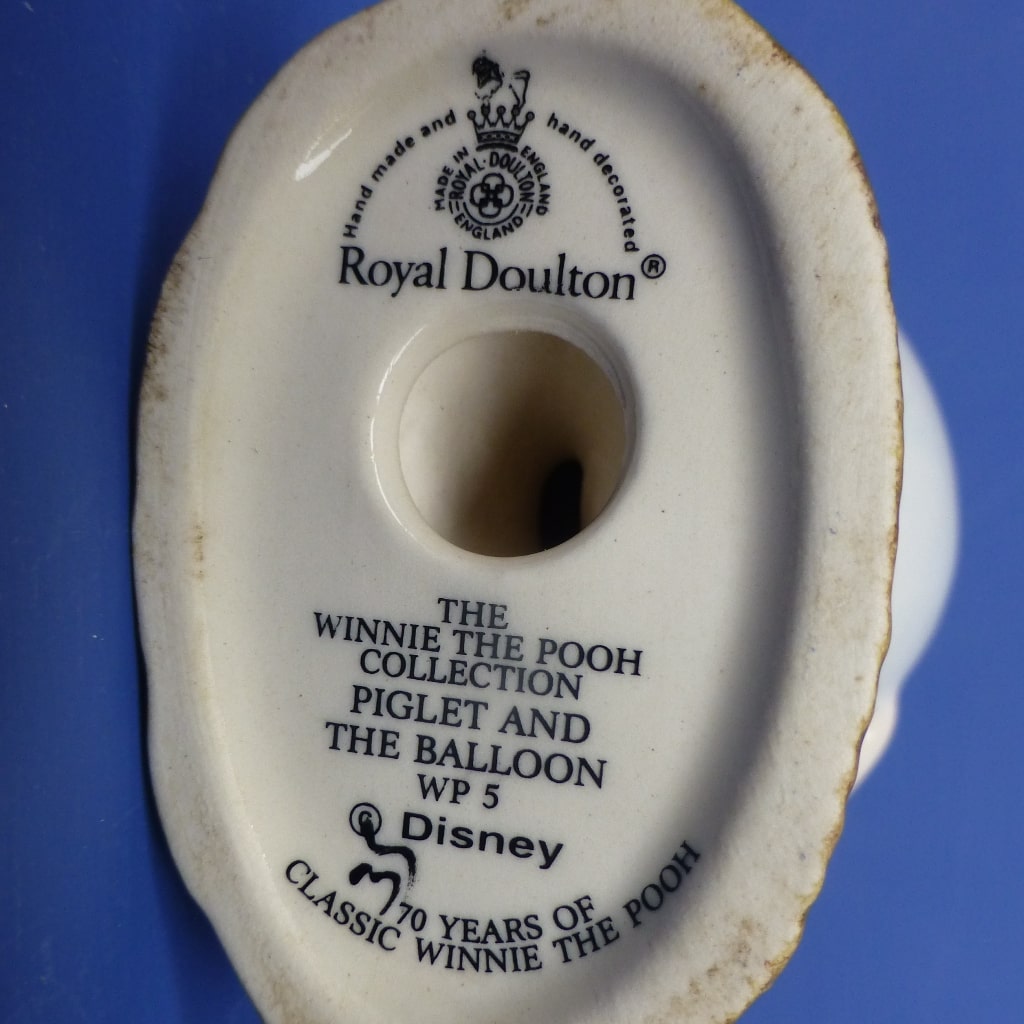 Hand made and hand decorated
MADE IN ENGLAND
ROYAL·DOULTON
ENGLAND
Royal Doulton®
THE
WINNIE THE POOH
COLLECTION
PIGLET AND
THE BALLOON
WP 5
© Disney
70 YEARS OF
CLASSIC WINNIE THE POOH